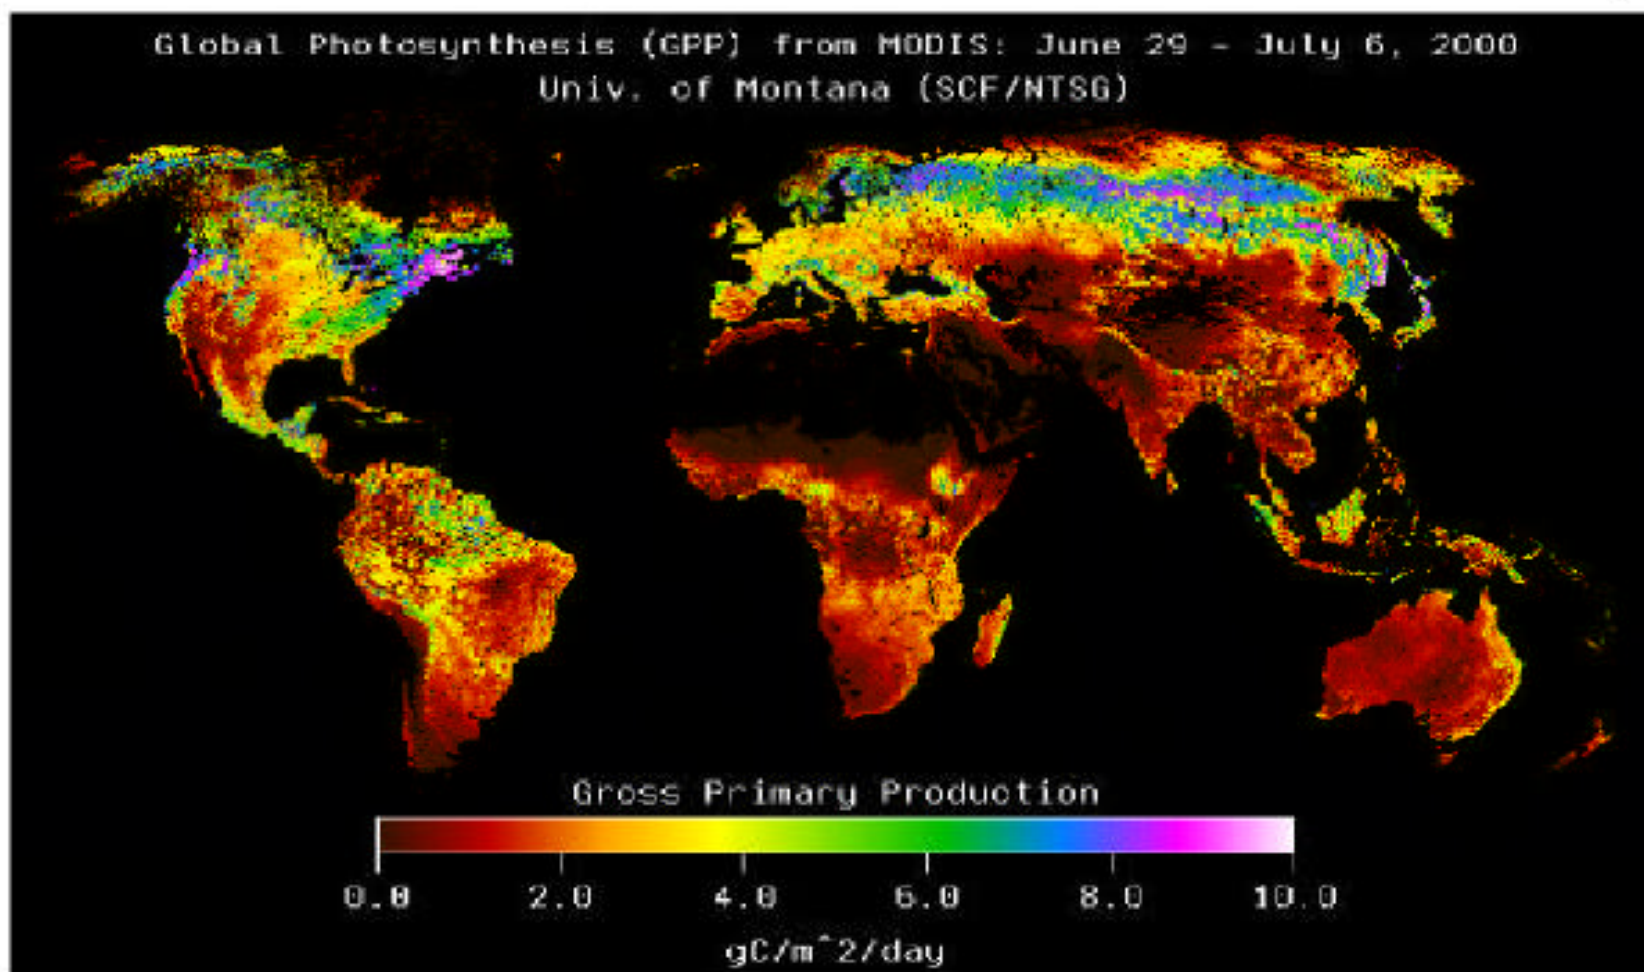 Global Photosynthesis (GPP) from MODIS: June 29 - July 6, 2000
Univ. of Montana (SCF/NTSG)
Gross Primary Production
0.0 2.0 4.0 6.0 8.0 10.0
gC/m^2/day